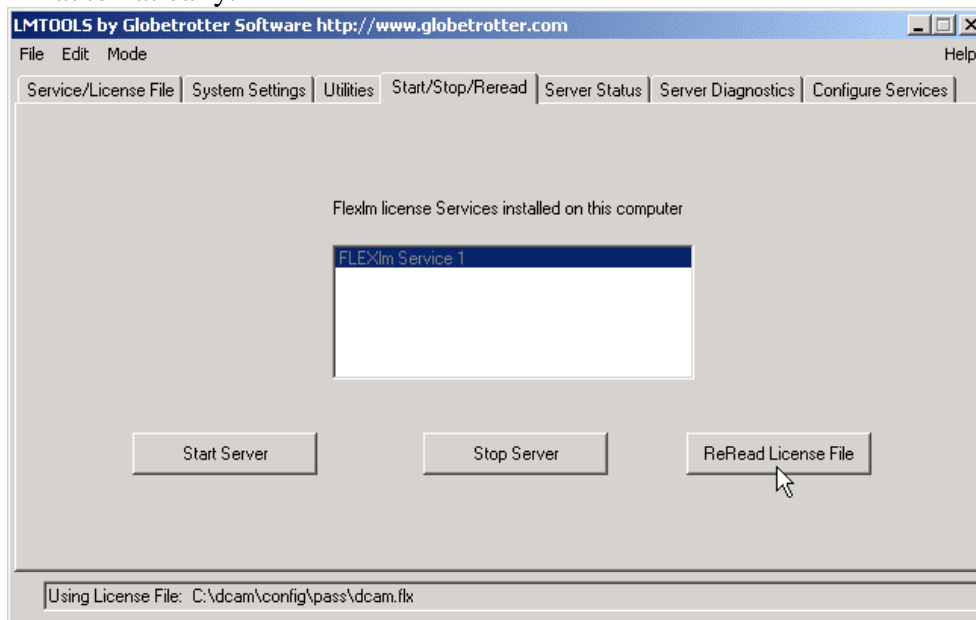 automatically.
LMTOOLS by Globetrotter Software http://www.globetrotter.com
File Edit Mode Help
Service/License File System Settings Utilities Start/Stop/Reread Server Status Server Diagnostics Configure Services
Flexlm license Services installed on this computer
FLEXlm Service 1
Start Server Stop Server ReRead License File
Using License File: C:\dcam\config\pass\dcam.flx